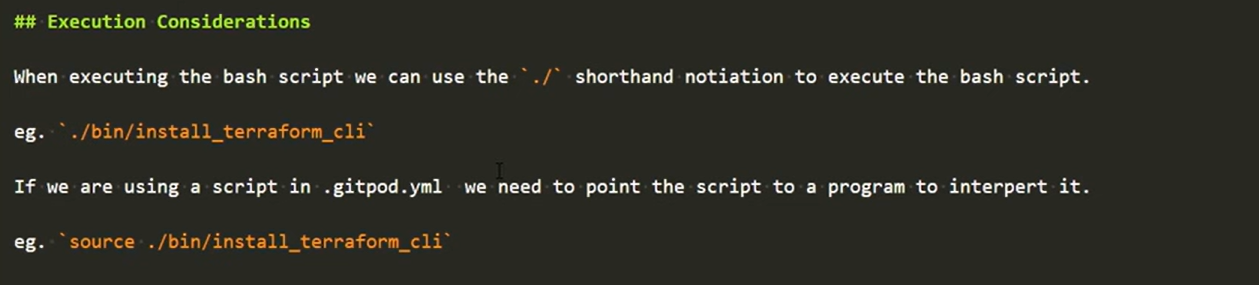 ## Execution Considerations
When executing the bash script we can use the `./` shorthand notiation to execute the bash script.
eg. `./bin/install_terraform_cli`
If we are using a script in .gitpod.yml  we need to point the script to a program to interpert it.
eg. `source ./bin/install_terraform_cli`